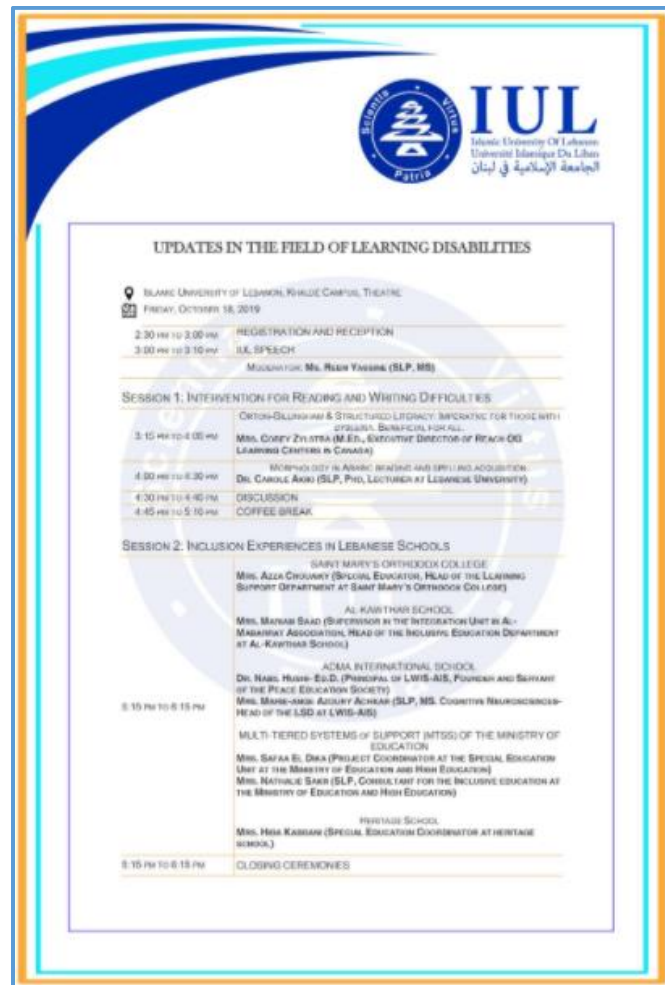 Scientia Virtus
Patria
IUL
Islamic University Of Lebanon
Université Islamique Du Liban
الجامعة الإسلامية في لبنان
UPDATES IN THE FIELD OF LEARNING DISABILITIES
ISLAMIC UNIVERSITY OF LEBANON, KHALDE CAMPUS, THEATRE
FRIDAY, OCTOBER 18, 2019
2:30 PM TO 3:00 PM REGISTRATION AND RECEPTION
3:00 PM TO 3:10 PM IUL SPEECH
MODERATOR: MS. REEM YASSINE (SLP, MS)
SESSION 1: INTERVENTION FOR READING AND WRITING DIFFICULTIES
ORTON-GILLINGHAM & STRUCTURED LITERACY: IMPERATIVE FOR THOSE WITH
DYSLEXIA. BENEFICIAL FOR ALL.
3:15 PM TO 4:00 PM
MRS. COREY ZYLSTRA (M.ED., EXECUTIVE DIRECTOR OF REACH OG
LEARNING CENTERS IN CANADA)
MORPHOLOGY IN ARABIC READING AND SPELLING ACQUISITION
4:00 PM TO 4:30 PM
DR. CAROLE AKIKI (SLP, PHD, LECTURER AT LEBANESE UNIVERSITY)
4:30 PM TO 4:40 PM DISCUSSION
4:45 PM TO 5:10 PM COFFEE BREAK
SESSION 2: INCLUSION EXPERIENCES IN LEBANESE SCHOOLS
SAINT MARY'S ORTHODOX COLLEGE
MRS. AZZA CHOUAIKY (SPECIAL EDUCATOR, HEAD OF THE LEARNING
SUPPORT DEPARTMENT AT SAINT MARY'S ORTHODOX COLLEGE)
AL-KAWTHAR SCHOOL
MRS. MARIAM SAAD (SUPERVISOR IN THE INTEGRATION UNIT IN AL-
MABARRAT ASSOCIATION, HEAD OF THE INCLUSIVE EDUCATION DEPARTMENT
AT AL-KAWTHAR SCHOOL)
ADMA INTERNATIONAL SCHOOL
DR. NABIL HUSNI- ED.D. (PRINCIPAL OF LWIS-AIS, FOUNDER AND SERVANT
OF THE PEACE EDUCATION SOCIETY)
5:15 PM TO 6:15 PM
MRS. MARIE-ANGE AZOURY ACHKAR (SLP, MS. COGNITIVE NEUROSCIENCES-
HEAD OF THE LSD AT LWIS-AIS)
MULTI-TIERED SYSTEMS OF SUPPORT (MTSS) OF THE MINISTRY OF
EDUCATION
MRS. SAFAA EL DIKA (PROJECT COORDINATOR AT THE SPECIAL EDUCATION
UNIT AT THE MINISTRY OF EDUCATION AND HIGH EDUCATION)
MRS. NATHALIE SAKR (SLP, CONSULTANT FOR THE INCLUSIVE EDUCATION AT
THE MINISTRY OF EDUCATION AND HIGH EDUCATION)
HERITAGE SCHOOL
MRS. HIBA KABBANI (SPECIAL EDUCATION COORDINATOR AT HERITAGE
SCHOOL)
6:15 PM TO 6:15 PM CLOSING CEREMONIES